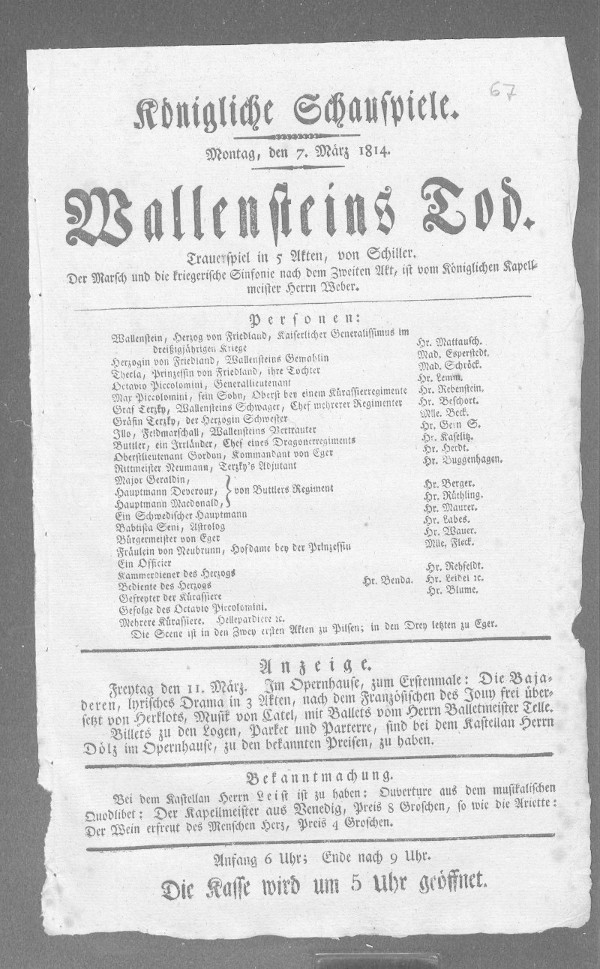 67
Königliche Schauspiele.
Montag, den 7. März 1814.
Wallensteins Tod.
Trauerspiel in 5 Akten, von Schiller.
Der Marsch und die kriegerische Sinfonie nach dem Zweiten Akt, ist vom Königlichen Kapell-
meister Herrn Weber.
Personen:
Wallenstein, Herzog von Friedland, Kaiserlicher Generalissimus im
dreißigjährigen Kriege Hr. Mattausch.
Herzogin von Friedland, Wallensteins Gemahlin Mad. Esperstedt.
Thecla, Prinzessin von Friedland, ihre Tochter Mad. Schröck.
Octavio Piccolomini, Generallieutenant Hr. Lemm.
Max Piccolomini, sein Sohn, Oberst bey einem Kürassierregimente Hr. Rebenstein.
Graf Terzky, Wallensteins Schwager, Chef mehrerer Regimenter Hr. Beschort.
Gräfin Terzky, der Herzogin Schwester Mlle. Beck.
Illo, Feldmarschall, Wallensteins Vertrauter Hr. Gern S.
Buttler, ein Irrländer, Chef eines Dragonerregiments Hr. Kaselitz.
Oberstlieutenant Gordon, Kommandant von Eger Hr. Herdt.
Rittmeister Neumann, Terzky's Adjutant Hr. Buggenhagen.
Major Geraldin,
Hauptmann Deveroux, von Buttlers Regiment Hr. Berger.
Hauptmann Macdonald, Hr. Rüthling.
Ein Schwedischer Hauptmann Hr. Maurer.
Babtista Seni, Astrolog Hr. Labes.
Bürgermeister von Eger Hr. Wauer.
Fräulein von Neubrunn, Hofdame bey der Prinzessin Mlle. Fleck.
Ein Officier
Kammerdiener des Herzogs Hr. Rehfeldt.
Bediente des Herzogs Hr. Benda. Hr. Leidel ꝛc.
Gefreyter der Kürassiere Hr. Blume.
Gefolge des Octavio Piccolomini.
Mehrere Kürassiere. Hellepardiere ꝛc.
Die Scene ist in den Zwey ersten Akten zu Pilsen; in den Drey letzten zu Eger.
Anzeige.
Freytag den 11. März. Im Opernhause, zum Erstenmale: Die Baja-
deren, lyrisches Drama in 3 Akten, nach dem Französischen des Jouy frei über-
setzt von Herklots, Musik von Catel, mit Ballets vom Herrn Balletmeister Telle.
Billets zu den Logen, Parket und Parterre, sind bei dem Kastellan Herrn
Dölz im Opernhause, zu den bekannten Preisen, zu haben.
Bekanntmachung.
Bei dem Kastellan Herrn Leist ist zu haben: Ouverture aus dem musikalischen
Quodlibet: Der Kapellmeister aus Venedig, Preis 8 Groschen, so wie die Ariette:
Der Wein erfreut des Menschen Herz, Preis 4 Groschen.
Anfang 6 Uhr; Ende nach 9 Uhr.
Die Kasse wird um 5 Uhr geöffnet.